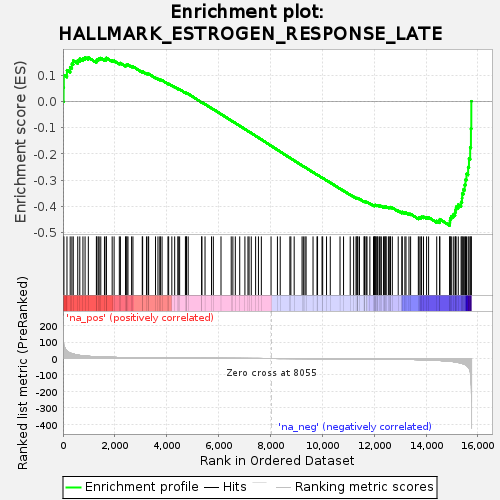 Enrichment plot:
HALLMARK_ESTROGEN_RESPONSE_LATE
Enrichment score (ES)
0.1
0.0
-0.1
-0.2
-0.3
-0.4
-0.5
'na_pos' (positively correlated)
Ranked list metric (PreRanked)
200
100
0
-100
-200
-300
-400
Zero cross at 8055
'na_neg' (negatively correlated)
0
2,000
4,000
6,000
8,000
10,000
12,000
14,000
16,000
Rank in Ordered Dataset
Enrichment profile
Hits
Ranking metric scores